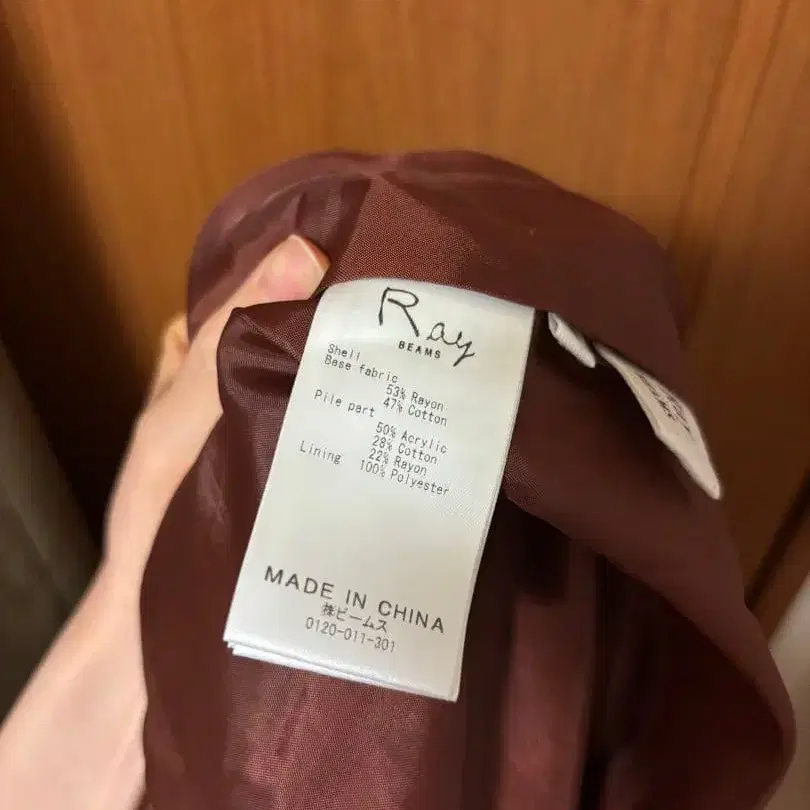 Ray
BEAMS
Shell
Base fabric
53% Rayon
47% Cotton
Pile part
50% Acrylic
28% Cotton
22% Rayon
Lining 100% Polyester
MADE IN CHINA
㈱ビームス
0120-011-301